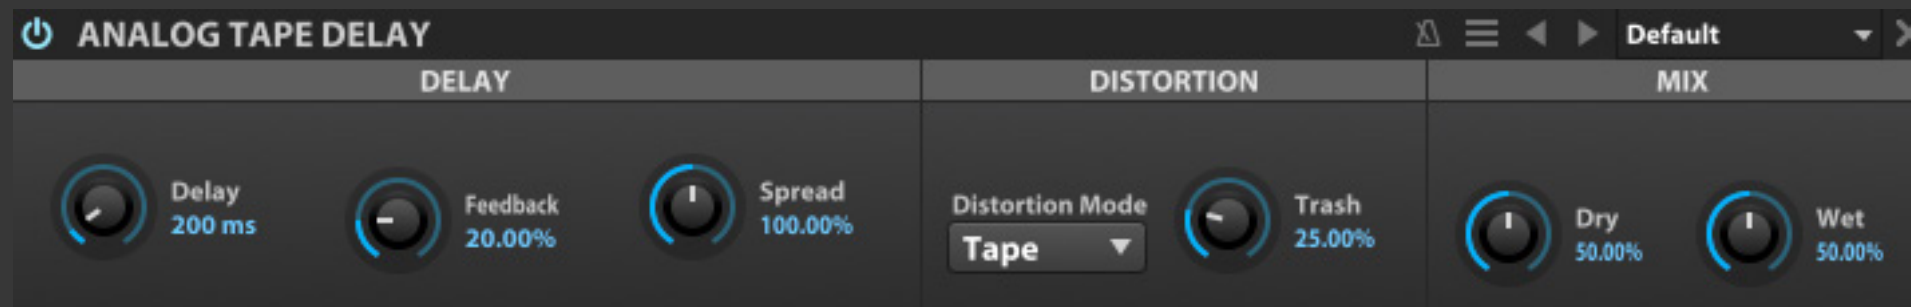 ANALOG TAPE DELAY
Default
DELAY
DISTORTION
MIX
Delay
200 ms
Feedback
20.00%
Spread
100.00%
Distortion Mode
Tape
Trash
25.00%
Dry
50.00%
Wet
50.00%